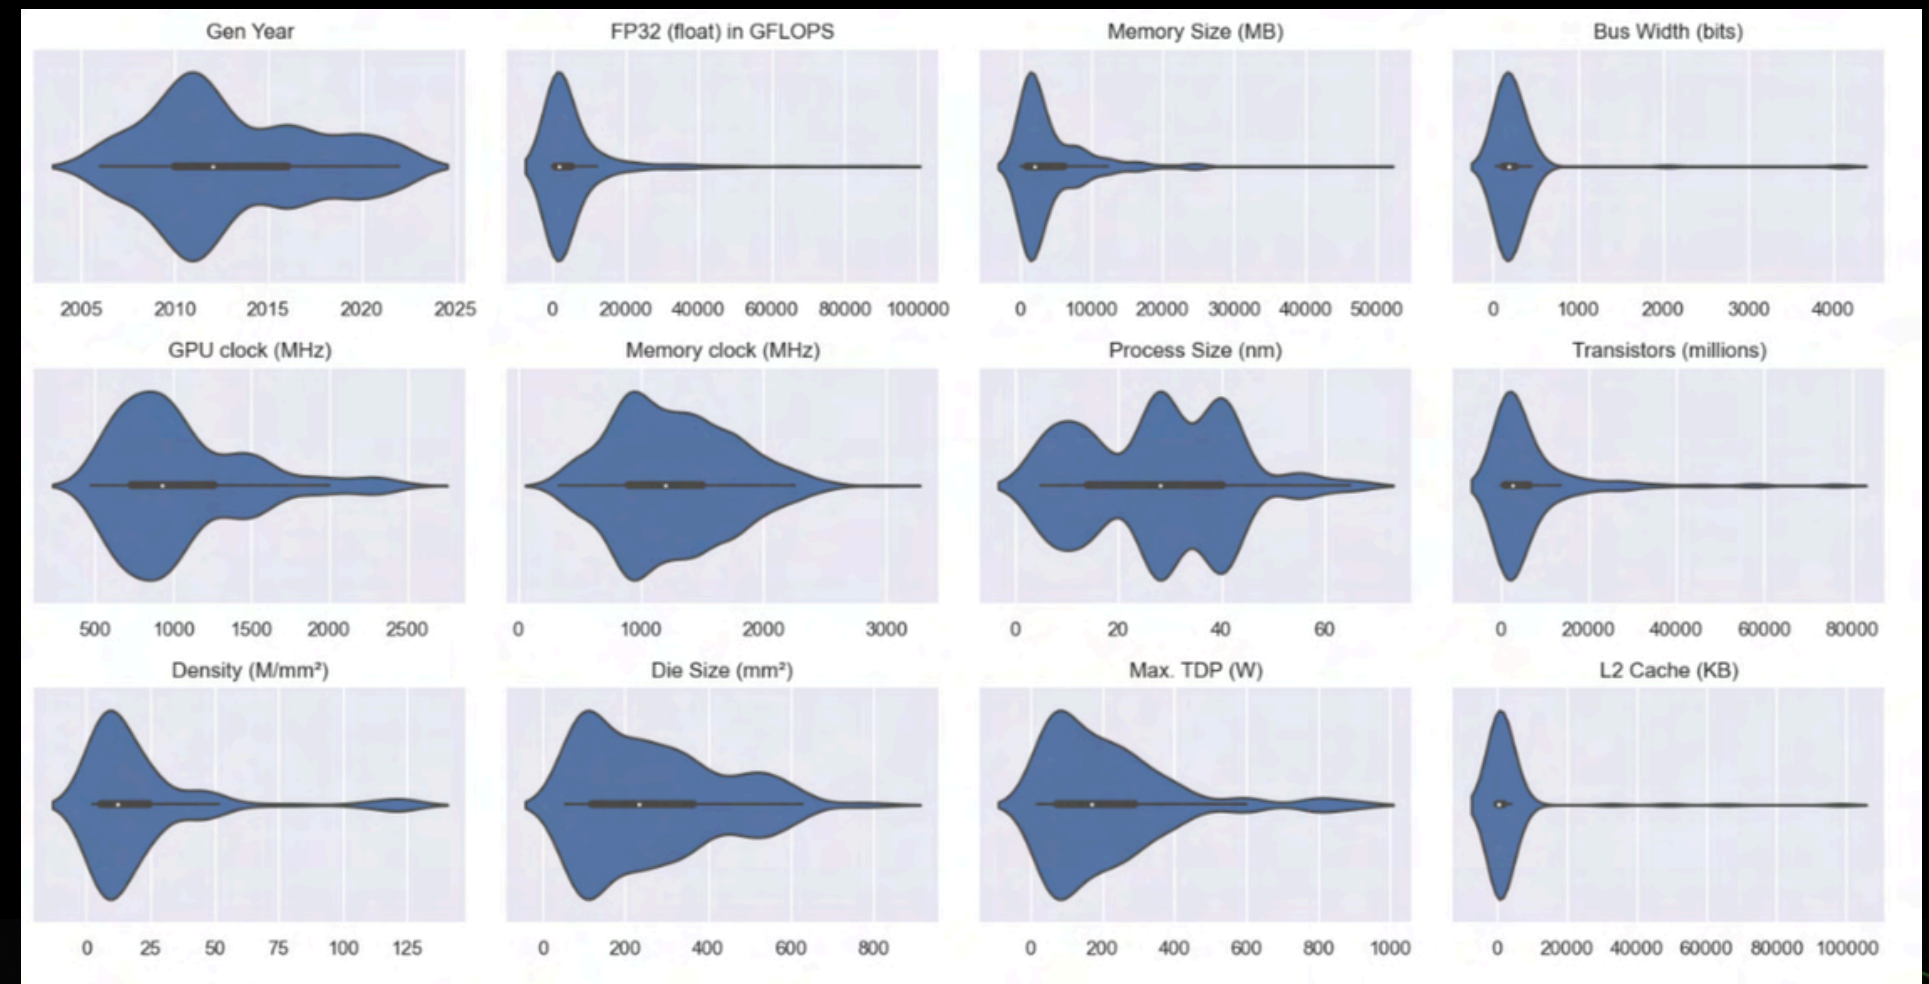 Gen Year FP32 (float) in GFLOPS Memory Size (MB) Bus Width (bits)
2005 2010 2015 2020 2025 0 20000 40000 60000 80000 100000 0 10000 20000 30000 40000 50000 0 1000 2000 3000 4000
GPU clock (MHz) Memory clock (MHz) Process Size (nm) Transistors (millions)
500 1000 1500 2000 2500 0 1000 2000 3000 0 20 40 60 0 20000 40000 60000 80000
Density (M/mm²) Die Size (mm²) Max. TDP (W) L2 Cache (KB)
0 25 50 75 100 125 0 200 400 600 800 0 200 400 600 800 1000 0 20000 40000 60000 80000 100000